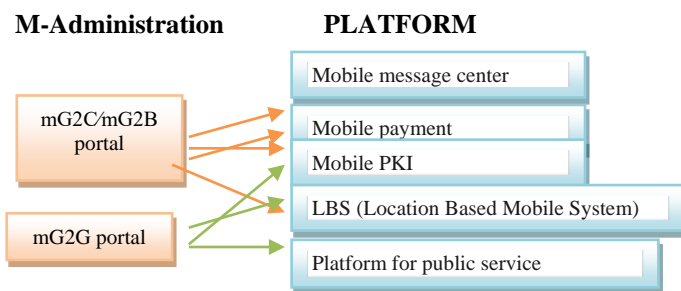 M-Administration PLATFORM
Mobile message center
mG2C/mG2B
portal
Mobile payment
Mobile PKI
LBS (Location Based Mobile System)
mG2G portal
Platform for public service